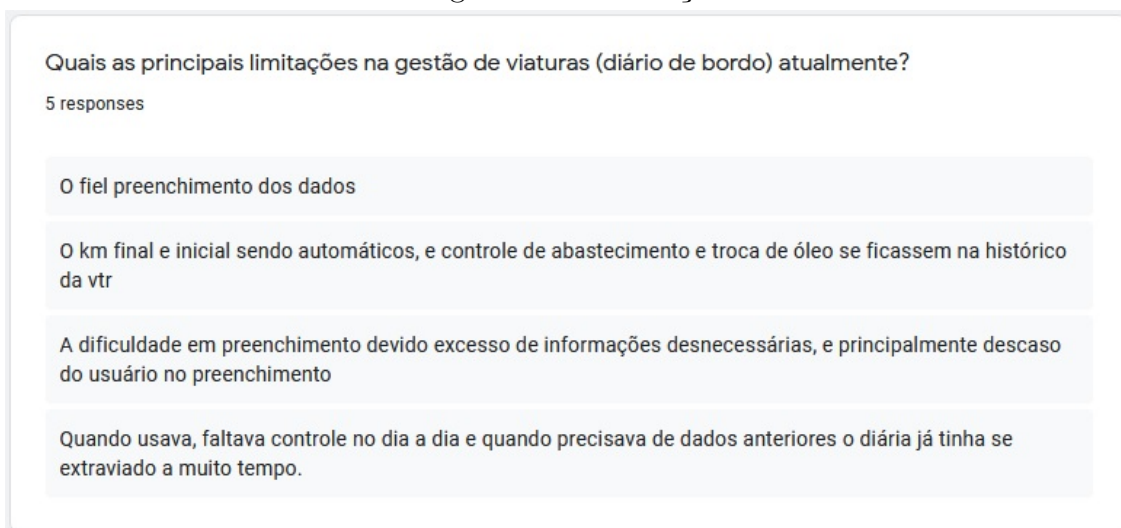 Quais as principais limitações na gestão de viaturas (diário de bordo) atualmente?
5 responses
O fiel preenchimento dos dados
O km final e inicial sendo automáticos, e controle de abastecimento e troca de óleo se ficassem na histórico
da vtr
A dificuldade em preenchimento devido excesso de informações desnecessárias, e principalmente descaso
do usuário no preenchimento
Quando usava, faltava controle no dia a dia e quando precisava de dados anteriores o diária já tinha se
extraviado a muito tempo.